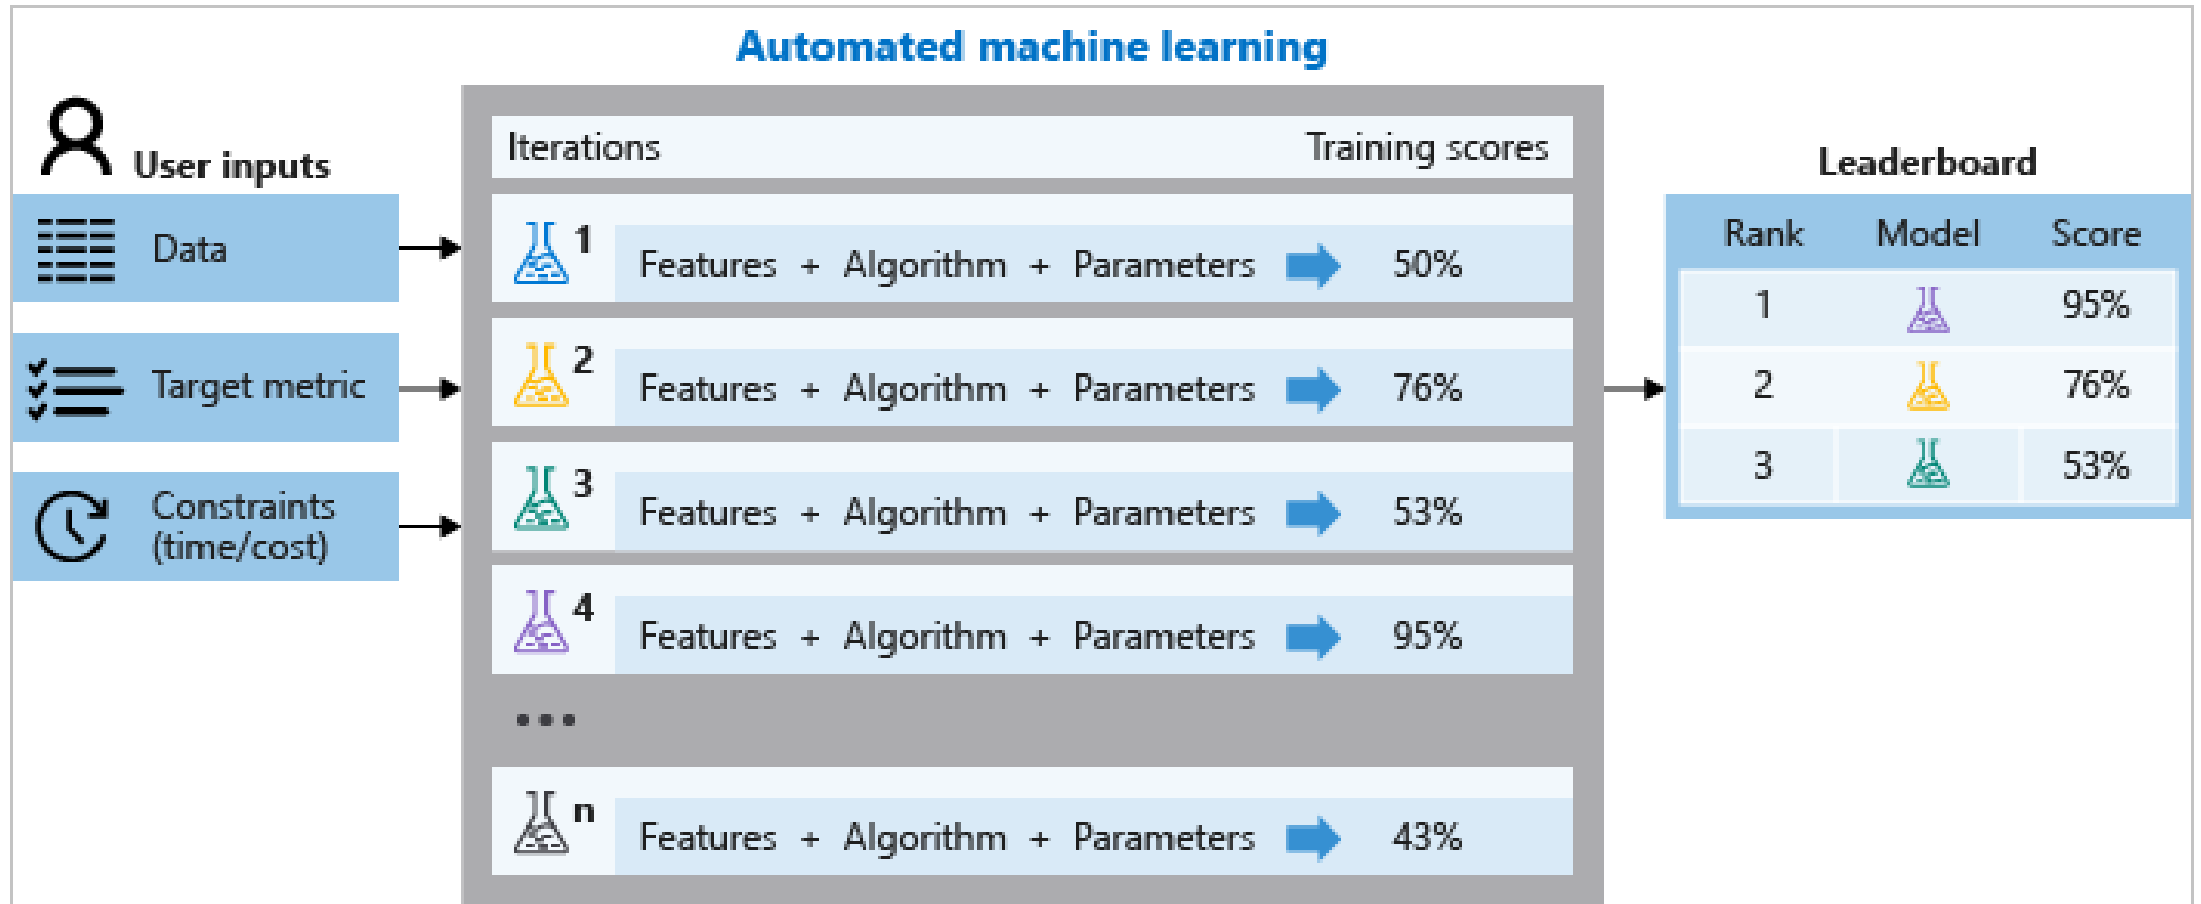 Automated machine learning
User inputs
Data
Target metric
Constraints
(time/cost)
Iterations Training scores
1 Features + Algorithm + Parameters 50%
2 Features + Algorithm + Parameters 76%
3 Features + Algorithm + Parameters 53%
4 Features + Algorithm + Parameters 95%
...
n Features + Algorithm + Parameters 43%
Leaderboard
Rank Model Score
1 95%
2 76%
3 53%